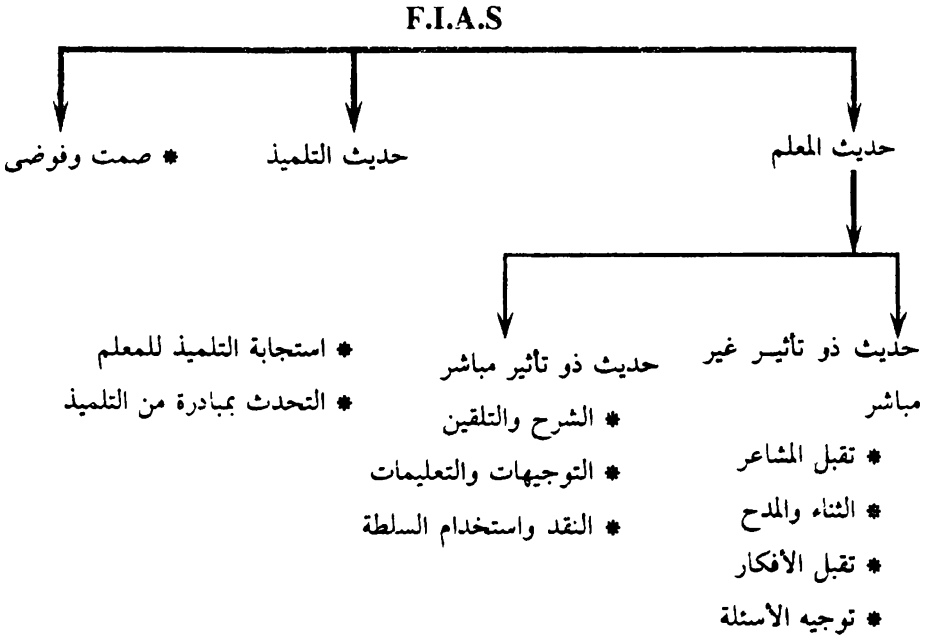 F.I.A.S
حديث المعلم
حديث التلميذ
* صمت وفوضى
حديث ذو تأثيــر غير
مباشر
* تقبل المشاعر
* الثناء والمدح
* تقبل الأفكار
* توجيه الأسئلة
حديث ذو تأثير مباشر
* الشرح والتلقين
* التوجيهات والتعليمات
* النقد واستخدام السلطة
* استجابة التلميذ للمعلم
* التحدث بمبادرة من التلميذ